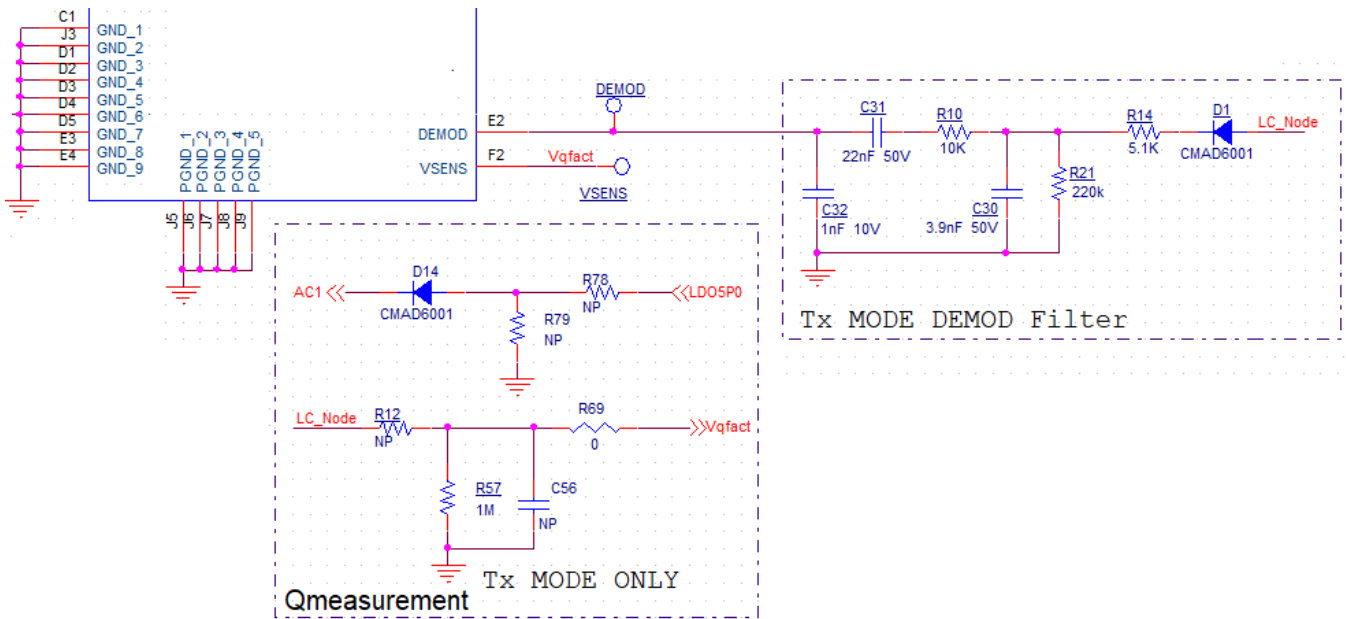 C1
GND_1
J3
GND_2
D1
GND_3
D2
GND_4
D3
GND_5
D4
GND_6
D5
GND_7
E3
GND_8
E4
GND_9
PGND_1
PGND_2
PGND_3
PGND_4
PGND_5
J5
J6
J7
J8
J9
DEMOD
E2
DEMOD
VSENS
F2
Vqfact
VSENS
C31
22nF 50V
R10
10K
R14
5.1K
D1
CMAD6001
LC_Node
C32
1nF 10V
C30
3.9nF 50V
R21
220k
Tx MODE DEMOD Filter
AC1
D14
CMAD6001
R78
NP
LDO5P0
R79
NP
LC_Node
R12
NP
R69
0
Vqfact
R57
1M
C56
NP
Tx MODE ONLY
Qmeasurement